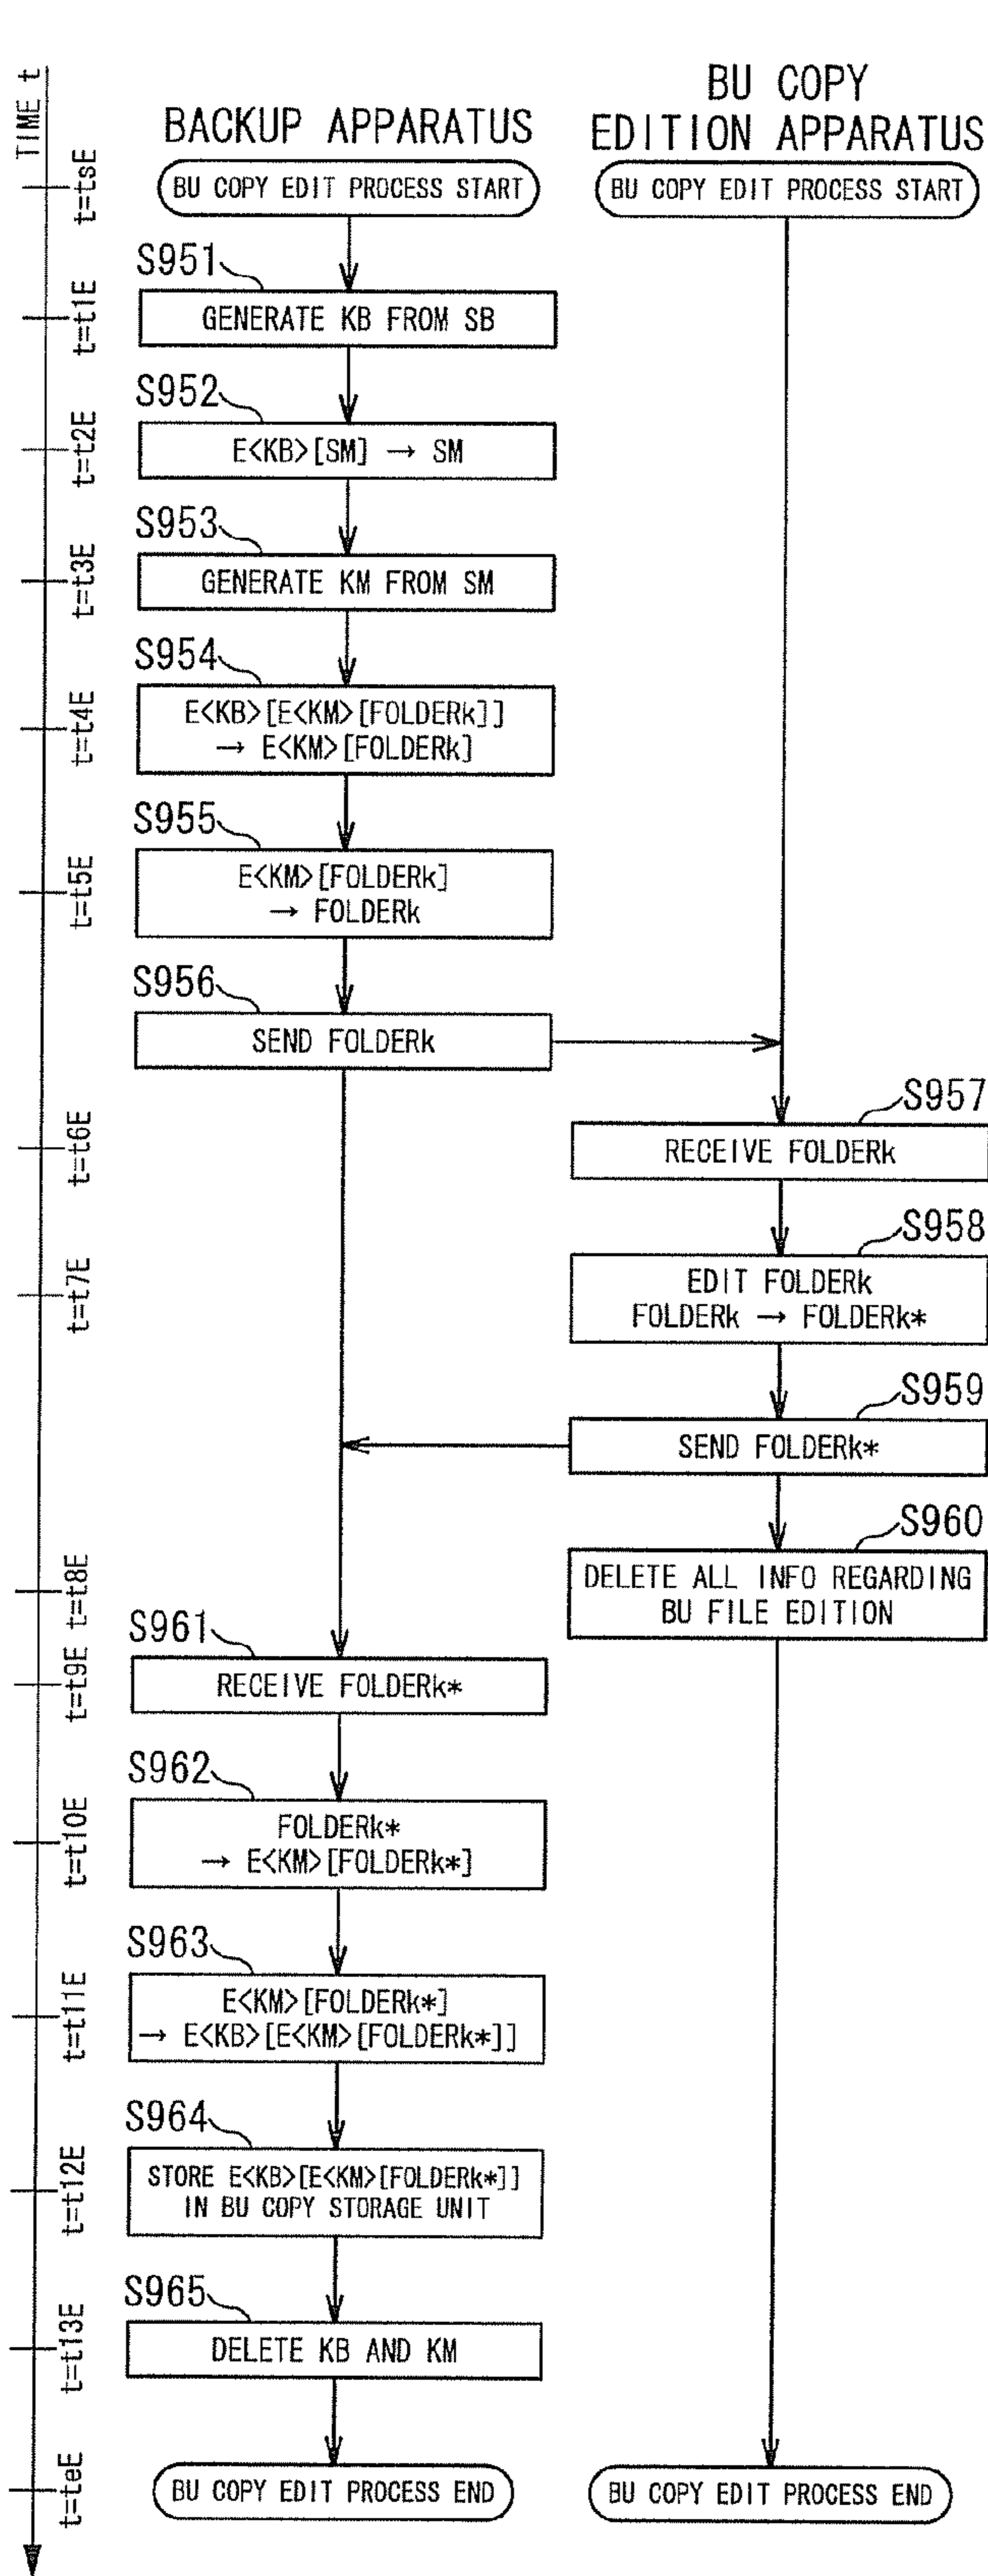 TIME t
BACKUP APPARATUS
BU COPY
EDITION APPARATUS
t=tsE
BU COPY EDIT PROCESS START
BU COPY EDIT PROCESS START
S951
t=t1E
GENERATE KB FROM SB
S952
t=t2E
E<KB>[SM] → SM
S953
t=t3E
GENERATE KM FROM SM
S954
t=t4E
E<KB>[E<KM>[FOLDERk]]
→ E<KM>[FOLDERk]
S955
t=t5E
E<KM>[FOLDERk]
→ FOLDERk
S956
SEND FOLDERk
S957
t=t6E
RECEIVE FOLDERk
S958
t=t7E
EDIT FOLDERk
FOLDERk → FOLDERk*
S959
SEND FOLDERk*
S960
t=t8E
DELETE ALL INFO REGARDING
BU FILE EDITION
S961
t=t9E
RECEIVE FOLDERk*
S962
t=t10E
FOLDERk*
→ E<KM>[FOLDERk*]
S963
t=t11E
E<KM>[FOLDERk*]
→ E<KB>[E<KM>[FOLDERk*]]
S964
t=t12E
STORE E<KB>[E<KM>[FOLDERk*]]
IN BU COPY STORAGE UNIT
S965
t=t13E
DELETE KB AND KM
t=teE
BU COPY EDIT PROCESS END
BU COPY EDIT PROCESS END